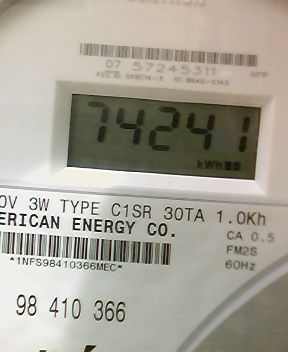 07 57245311
74241
kWh
0V 3W TYPE C1SR 30TA 1.0Kh
ERICAN ENERGY CO.
CA 0.5
FM2S
*1NFS98410366MEC*
60Hz
98 410 366